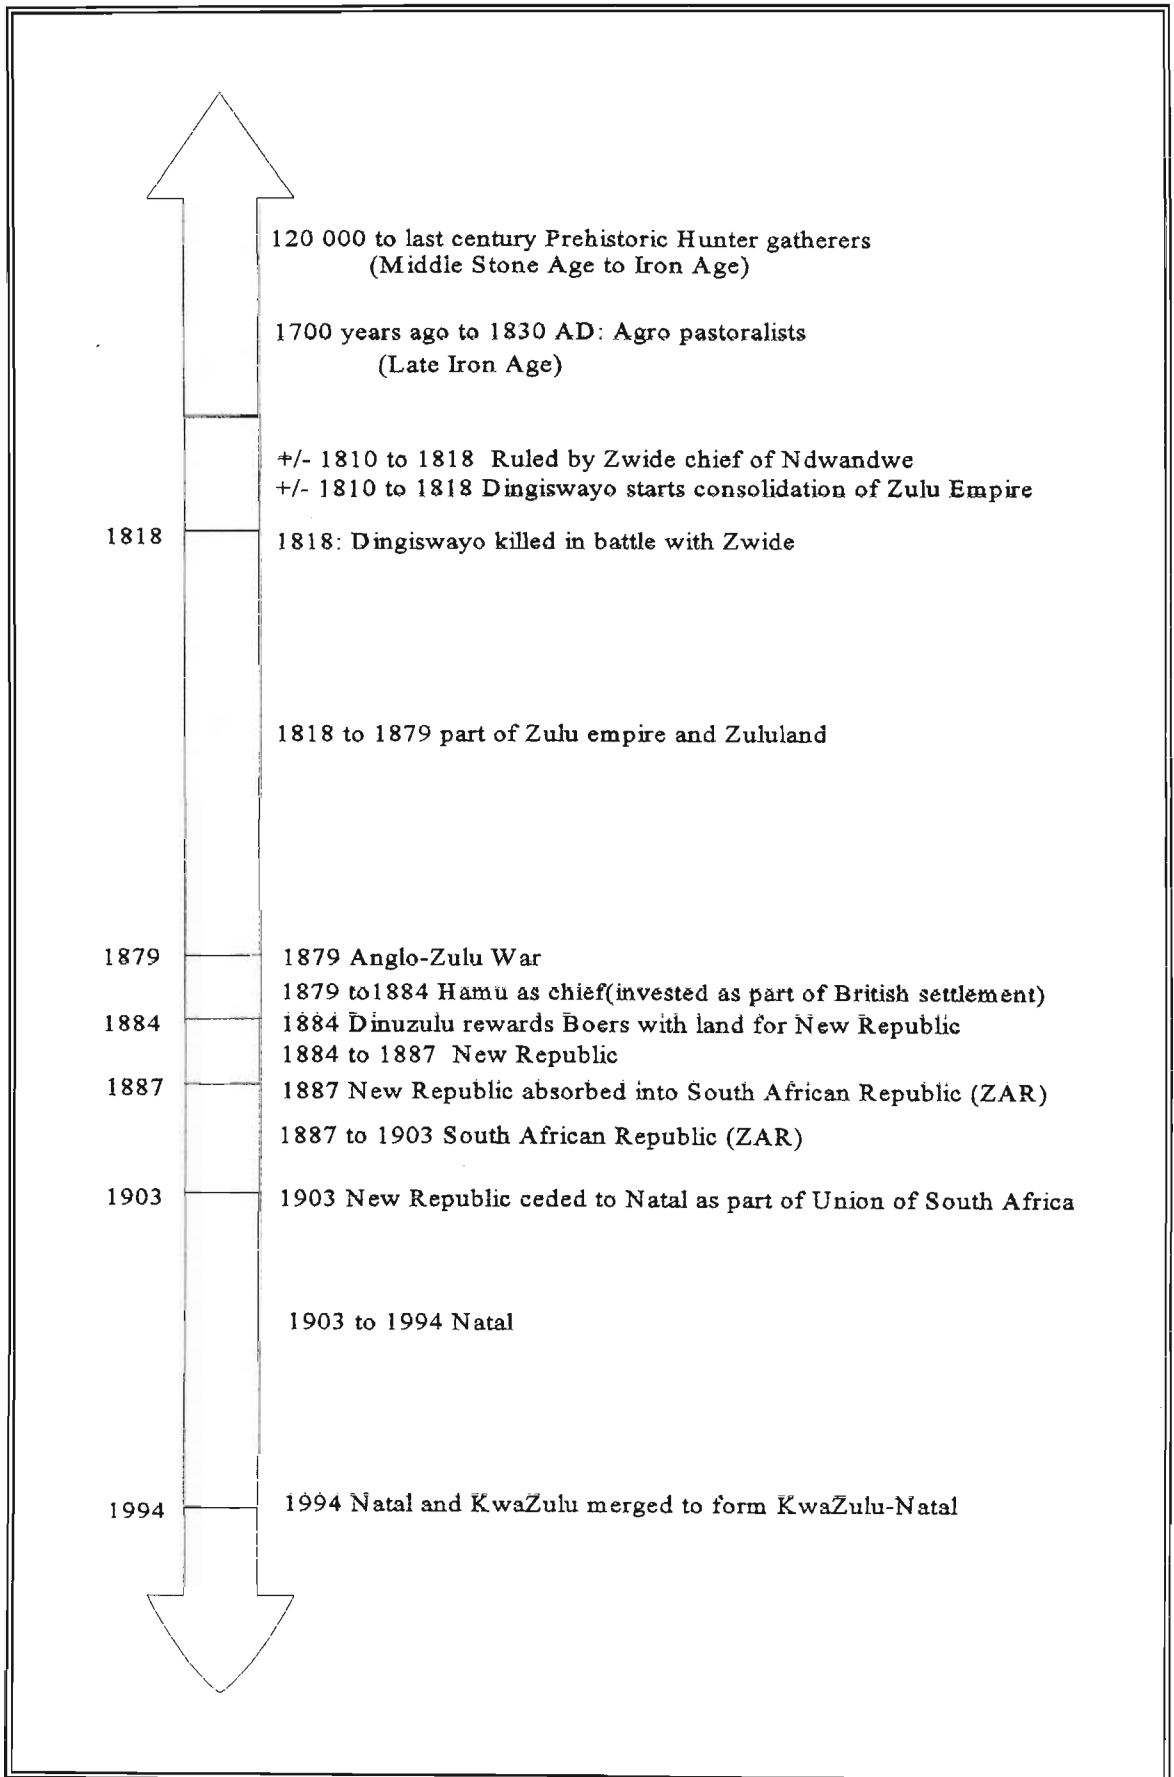 120 000 to last century Prehistoric Hunter gatherers
(Middle Stone Age to Iron Age)
1700 years ago to 1830 AD: Agro pastoralists
(Late Iron Age)
+/- 1810 to 1818 Ruled by Zwide chief of Ndwandwe
+/- 1810 to 1818 Dingiswayo starts consolidation of Zulu Empire
1818
1818: Dingiswayo killed in battle with Zwide
1818 to 1879 part of Zulu empire and Zululand
1879
1879 Anglo-Zulu War
1879 to1884 Hamu as chief(invested as part of British settlement)
1884
1884 Dinuzulu rewards Boers with land for New Republic
1884 to 1887 New Republic
1887
1887 New Republic absorbed into South African Republic (ZAR)
1887 to 1903 South African Republic (ZAR)
1903
1903 New Republic ceded to Natal as part of Union of South Africa
1903 to 1994 Natal
1994
1994 Natal and KwaZulu merged to form KwaZulu-Natal